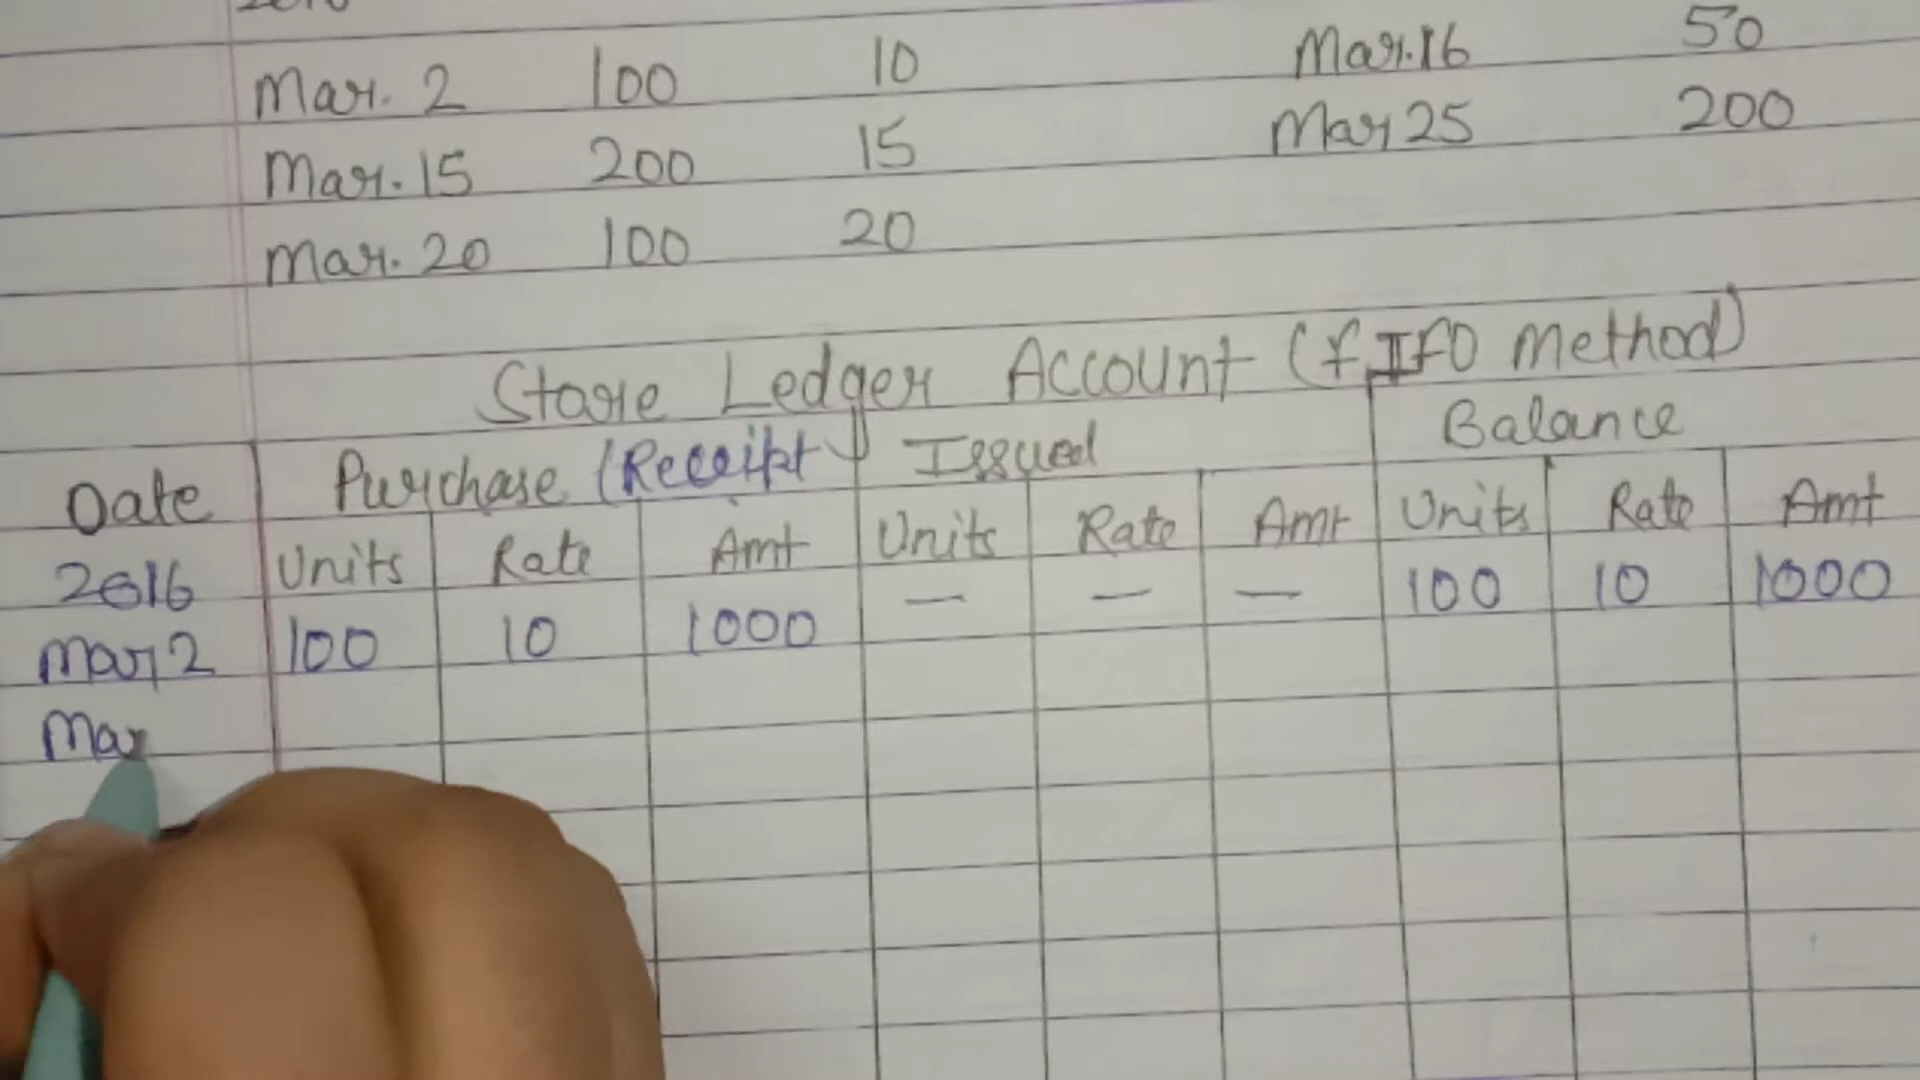 Mar. 2 100 10 Mar.16 50
Mar. 15 200 15 Mar 25 200
Mar. 20 100 20
Store Ledger Account (FIFO Method)
Date Purchase (Receipt) Issued Balance
2016 Units Rate Amt Units Rate Amt Units Rate Amt
Mar 2 100 10 1000 — — — 100 10 1000
Mar